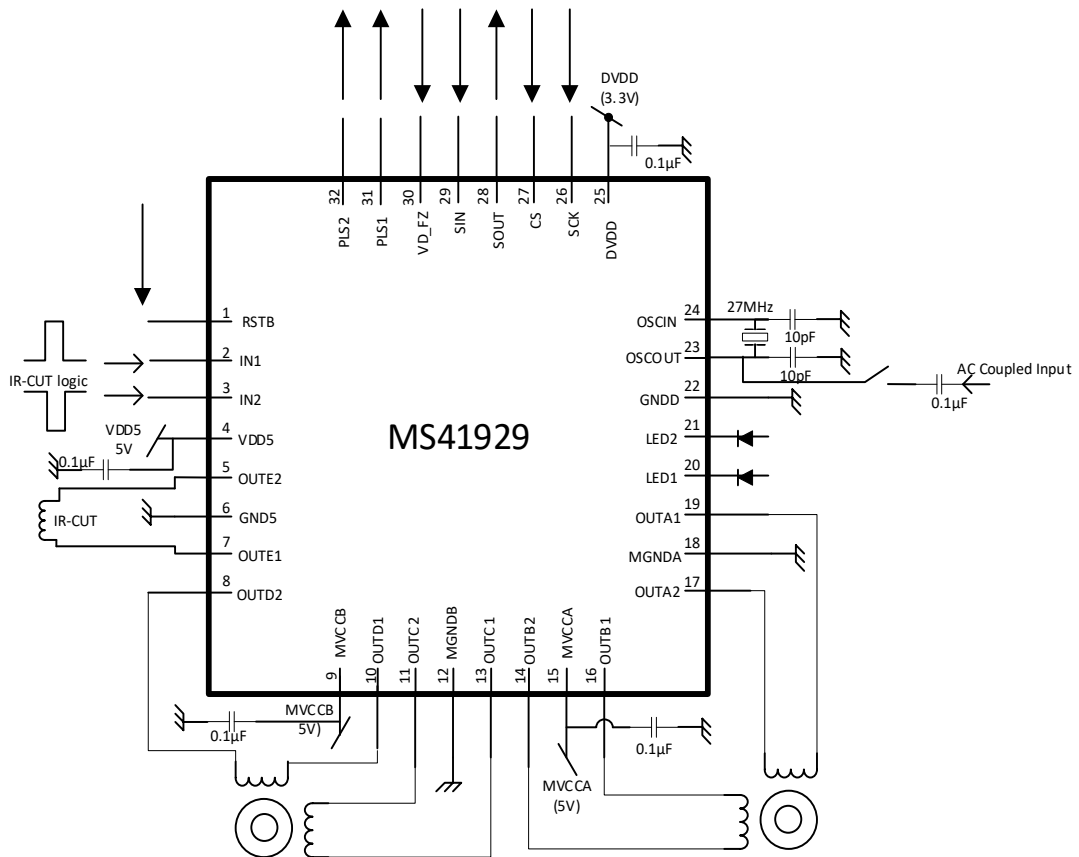 DVDD
(3.3V)
0.1µF
32
31
30
29
28
27
26
25
PLS2
PLS1
VD_FZ
SIN
SOUT
CS
SCK
DVDD
1
RSTB
2
IN1
3
IN2
4
VDD5
5
OUTE2
6
GND5
7
OUTE1
8
OUTD2
IR-CUT logic
VDD5
5V
0.1µF
IR-CUT
MS41929
24
OSCIN
23
OSCOUT
22
GNDD
21
LED2
20
LED1
19
OUTA1
18
MGNDA
17
OUTA2
27MHz
10pF
10pF
AC Coupled Input
0.1µF
MVCCB
OUTD1
OUTC2
MGNDB
OUTC1
OUTB2
MVCCA
OUTB1
9
10
11
12
13
14
15
16
MVCCB
5V)
0.1µF
0.1µF
MVCCA
(5V)